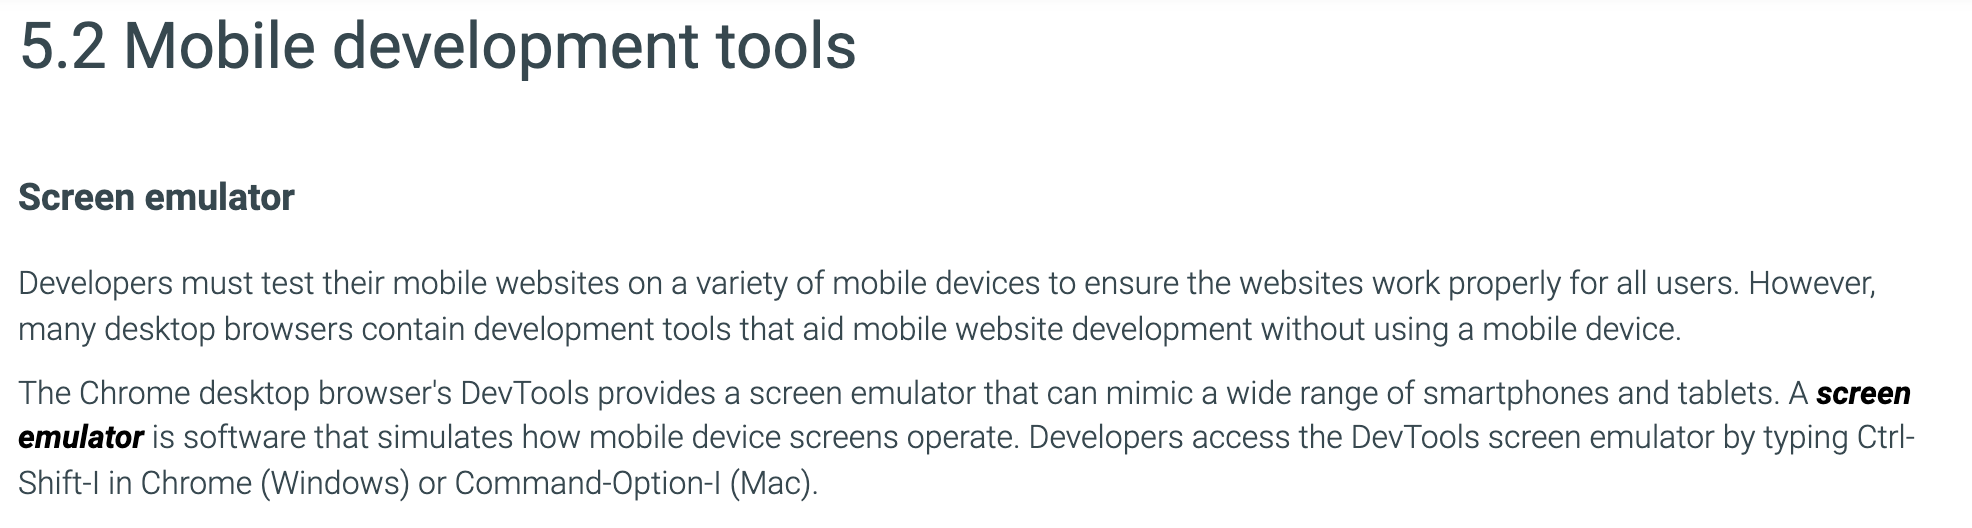 5.2 Mobile development tools
Screen emulator
Developers must test their mobile websites on a variety of mobile devices to ensure the websites work properly for all users. However,
many desktop browsers contain development tools that aid mobile website development without using a mobile device.
The Chrome desktop browser's DevTools provides a screen emulator that can mimic a wide range of smartphones and tablets. A screen
emulator is software that simulates how mobile device screens operate. Developers access the DevTools screen emulator by typing Ctrl-
Shift-I in Chrome (Windows) or Command-Option-I (Mac).